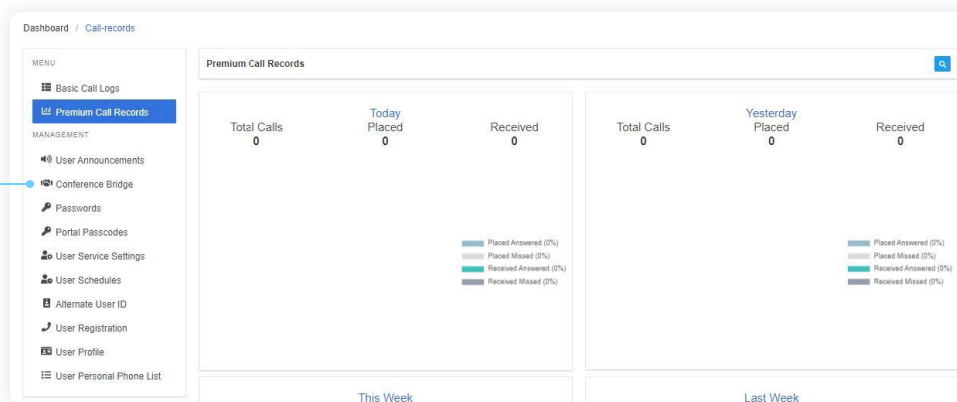 Dashboard / Call-records
MENU
Basic Call Logs
Premium Call Records
MANAGEMENT
User Announcements
Conference Bridge
Passwords
Portal Passcodes
User Service Settings
User Schedules
Alternate User ID
User Registration
User Profile
User Personal Phone List
Premium Call Records
Today
Total Calls Placed Received
0 0 0
Placed Answered (0%)
Placed Missed (0%)
Received Answered (0%)
Received Missed (0%)
Yesterday
Total Calls Placed Received
0 0 0
Placed Answered (0%)
Placed Missed (0%)
Received Answered (0%)
Received Missed (0%)
This Week
Last Week